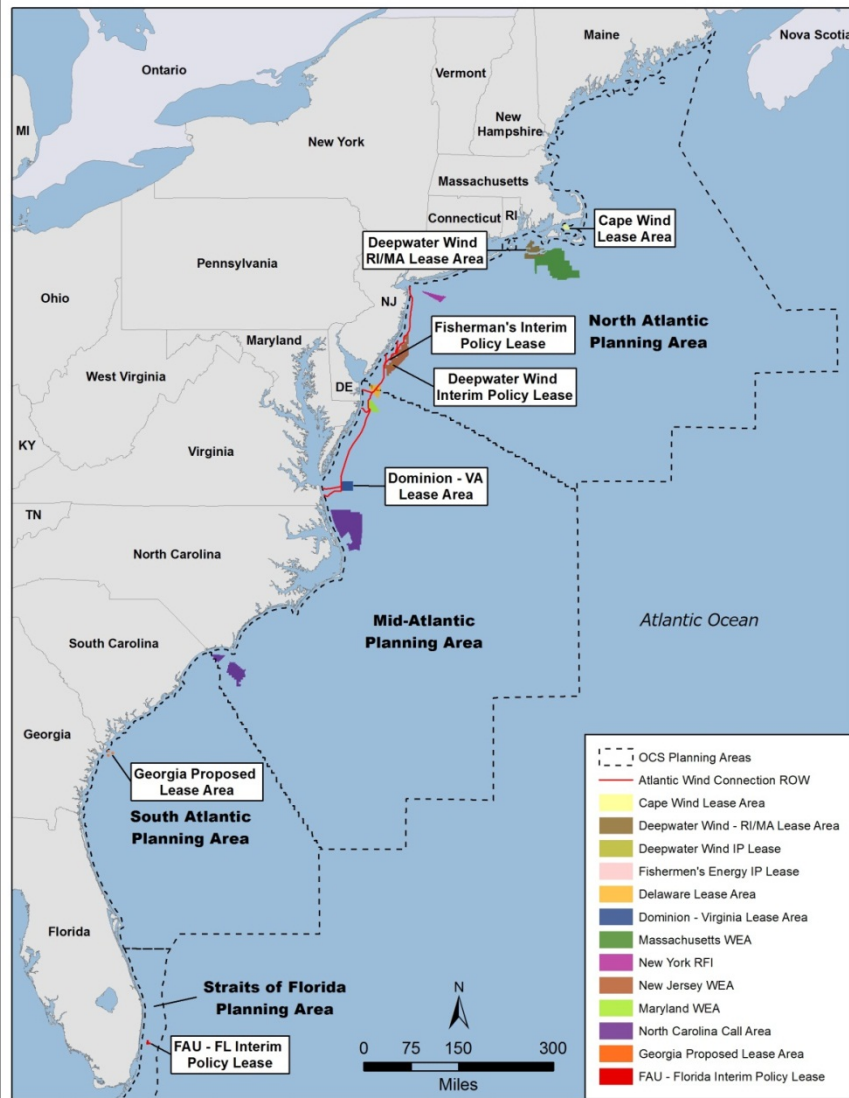 Maine
Nova Scotia
Ontario
Vermont
MI
New
Hampshire
New York
Massachusetts
Connecticut
RI
Cape Wind
Lease Area
Deepwater Wind
RI/MA Lease Area
Pennsylvania
Ohio
NJ
Fisherman's Interim
Policy Lease
North Atlantic
Planning Area
Maryland
West Virginia
DE
Deepwater Wind
Interim Policy Lease
KY
Virginia
Dominion - VA
Lease Area
TN
North Carolina
Mid-Atlantic
Planning Area
Atlantic Ocean
South Carolina
Georgia
Georgia Proposed
Lease Area
South Atlantic
Planning Area
Florida
Straits of Florida
Planning Area
FAU - FL Interim
Policy Lease
N
0 75 150 300
Miles
OCS Planning Areas
Atlantic Wind Connection ROW
Cape Wind Lease Area
Deepwater Wind - RI/MA Lease Area
Deepwater Wind IP Lease
Fishermen's Energy IP Lease
Delaware Lease Area
Dominion - Virginia Lease Area
Massachusetts WEA
New York RFI
New Jersey WEA
Maryland WEA
North Carolina Call Area
Georgia Proposed Lease Area
FAU - Florida Interim Policy Lease